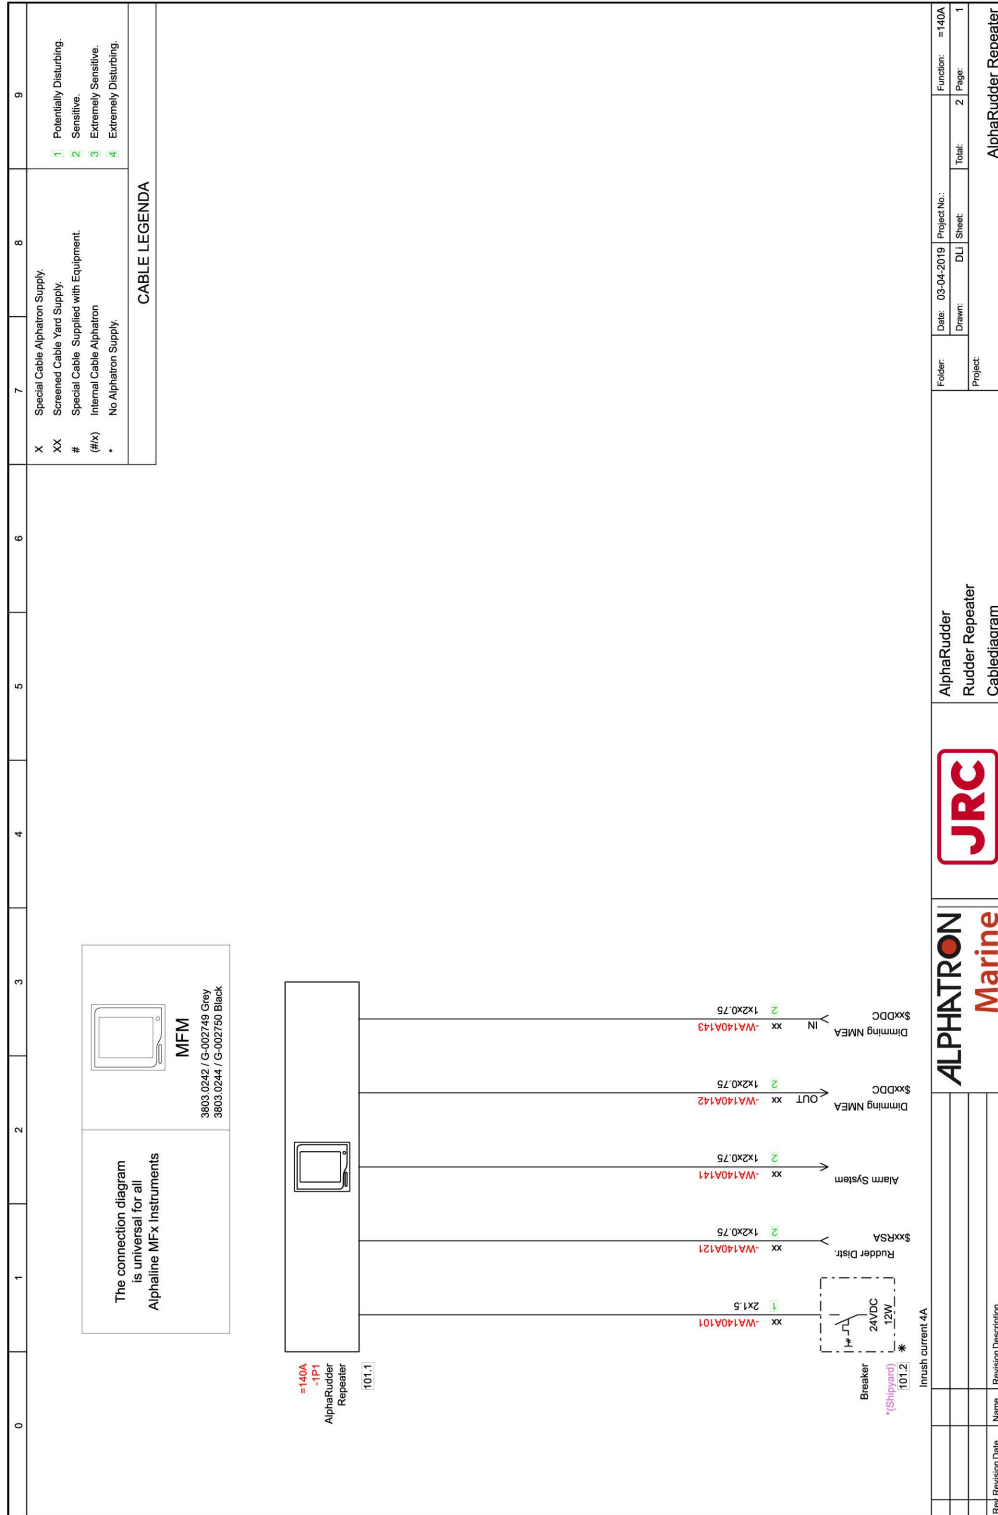 0 1 2 3 4 5 6 7 8 9
The connection diagram
is universal for all
Alphaline MFx Instruments
MFM
3803.0242 / G-002749 Grey
3803.0244 / G-002750 Black
X Special Cable Alphatron Supply.
XX Screened Cable Yard Supply.
# Special Cable Supplied with Equipment.
(#/x) Internal Cable Alphatron
* No Alphatron Supply.
1 Potentially Disturbing.
2 Sensitive.
3 Extremely Sensitive.
4 Extremely Disturbing.
CABLE LEGENDA
=140A
-1P1
AlphaRudder
Repeater
101.1
-WA140A101
2x1.5
xx
1
-WA140A121
1x2x0.75
xx
2
-WA140A141
1x2x0.75
xx
2
-WA140A142
1x2x0.75
xx
2
-WA140A143
1x2x0.75
xx
2
Breaker
*(Shipyard)
101.2
24VDC
12W
*
Inrush current 4A
Rudder Distr.
$xxRSA
Alarm System
OUT
Dimming NMEA
$xxDDC
IN
Dimming NMEA
$xxDDC
Rev Revision Date Name Revision Description
ALPHATRON
Marine
JRC
AlphaRudder
Rudder Repeater
Cablediagram
Folder: Date: 03-04-2019 Project No.: Function: =140A
Drawn: DLi Sheet: Total: 2 Page: 1
Project:
AlphaRudder Repeater